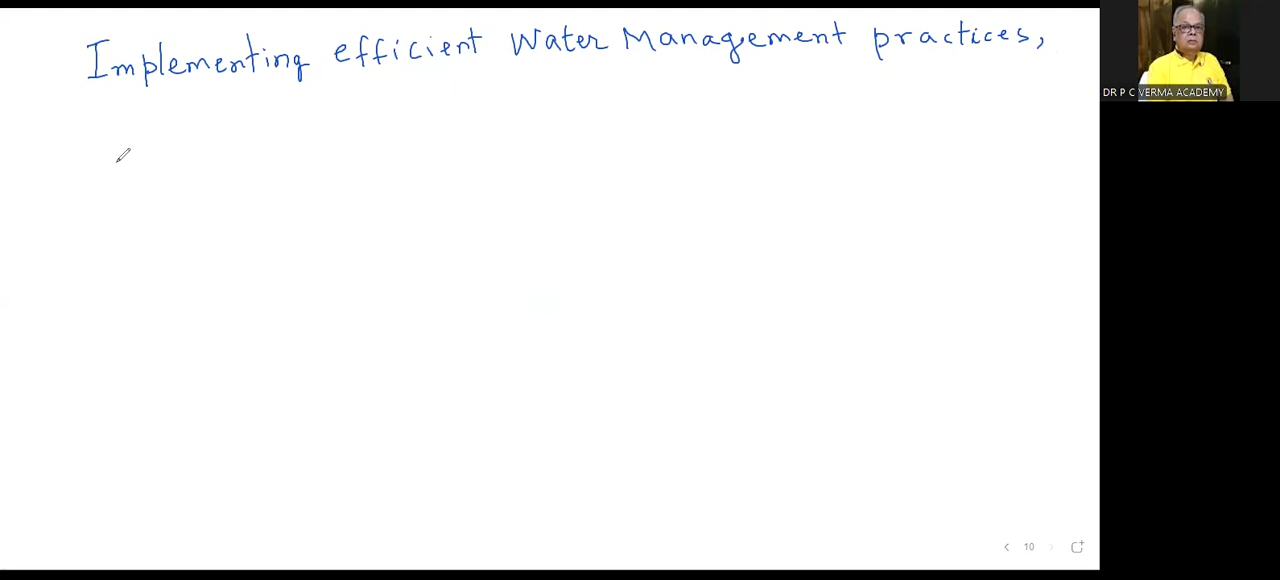 Implementing efficient Water Management practices,
DR P C VERMA ACADEMY
10